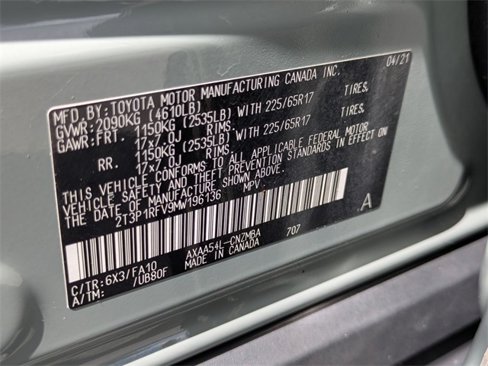 MFD. BY: TOYOTA MOTOR MANUFACTURING CANADA INC. 04/21
GVWR: 2090KG (4610LB)
GAWR: FRT. 1150KG (2535LB) WITH 225/65R17 TIRES.
17x7.0J RIMS.
RR. 1150KG (2535LB) WITH 225/65R17 TIRES.
17x7.0J RIMS.
THIS VEHICLE CONFORMS TO ALL APPLICABLE FEDERAL MOTOR
VEHICLE SAFETY AND THEFT PREVENTION STANDARDS IN EFFECT ON
THE DATE OF MANUFACTURE SHOWN ABOVE.
2T3P1RFV9MW196136 MPV
A
C/TR: 6X3/FA10 AXAA54L-CNZMBA 707
A/TM: /UB80F MADE IN CANADA